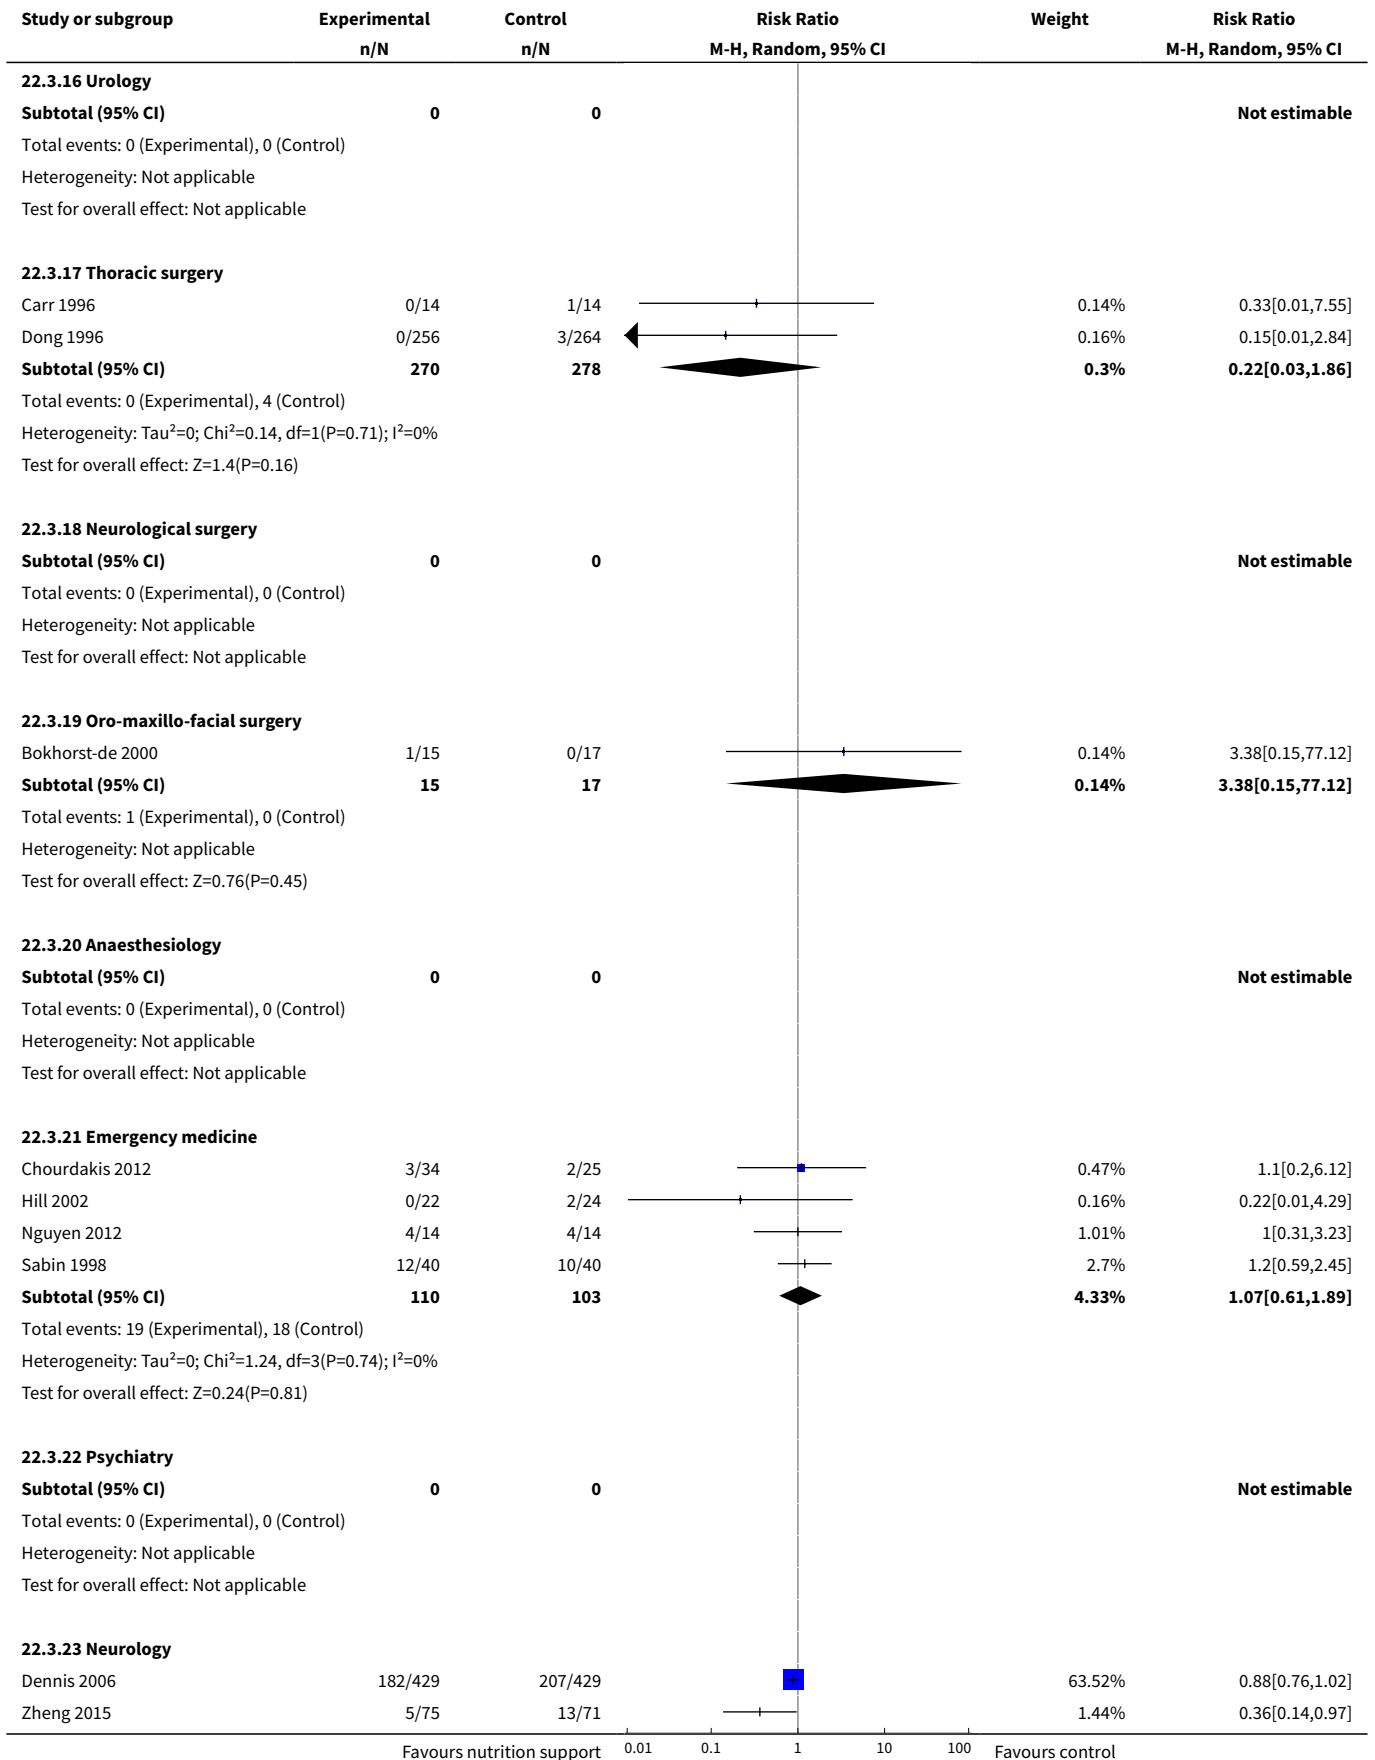 Study or subgroup Experimental Control Risk Ratio Weight Risk Ratio
n/N n/N M-H, Random, 95% CI M-H, Random, 95% CI
22.3.16 Urology
Subtotal (95% CI) 0 0 Not estimable
Total events: 0 (Experimental), 0 (Control)
Heterogeneity: Not applicable
Test for overall effect: Not applicable
22.3.17 Thoracic surgery
Carr 1996 0/14 1/14 0.14% 0.33[0.01,7.55]
Dong 1996 0/256 3/264 0.16% 0.15[0.01,2.84]
Subtotal (95% CI) 270 278 0.3% 0.22[0.03,1.86]
Total events: 0 (Experimental), 4 (Control)
Heterogeneity: Tau²=0; Chi²=0.14, df=1(P=0.71); I²=0%
Test for overall effect: Z=1.4(P=0.16)
22.3.18 Neurological surgery
Subtotal (95% CI) 0 0 Not estimable
Total events: 0 (Experimental), 0 (Control)
Heterogeneity: Not applicable
Test for overall effect: Not applicable
22.3.19 Oro-maxillo-facial surgery
Bokhorst-de 2000 1/15 0/17 0.14% 3.38[0.15,77.12]
Subtotal (95% CI) 15 17 0.14% 3.38[0.15,77.12]
Total events: 1 (Experimental), 0 (Control)
Heterogeneity: Not applicable
Test for overall effect: Z=0.76(P=0.45)
22.3.20 Anaesthesiology
Subtotal (95% CI) 0 0 Not estimable
Total events: 0 (Experimental), 0 (Control)
Heterogeneity: Not applicable
Test for overall effect: Not applicable
22.3.21 Emergency medicine
Chourdakis 2012 3/34 2/25 0.47% 1.1[0.2,6.12]
Hill 2002 0/22 2/24 0.16% 0.22[0.01,4.29]
Nguyen 2012 4/14 4/14 1.01% 1[0.31,3.23]
Sabin 1998 12/40 10/40 2.7% 1.2[0.59,2.45]
Subtotal (95% CI) 110 103 4.33% 1.07[0.61,1.89]
Total events: 19 (Experimental), 18 (Control)
Heterogeneity: Tau²=0; Chi²=1.24, df=3(P=0.74); I²=0%
Test for overall effect: Z=0.24(P=0.81)
22.3.22 Psychiatry
Subtotal (95% CI) 0 0 Not estimable
Total events: 0 (Experimental), 0 (Control)
Heterogeneity: Not applicable
Test for overall effect: Not applicable
22.3.23 Neurology
Dennis 2006 182/429 207/429 63.52% 0.88[0.76,1.02]
Zheng 2015 5/75 13/71 1.44% 0.36[0.14,0.97]
Favours nutrition support 0.01 0.1 1 10 100 Favours control